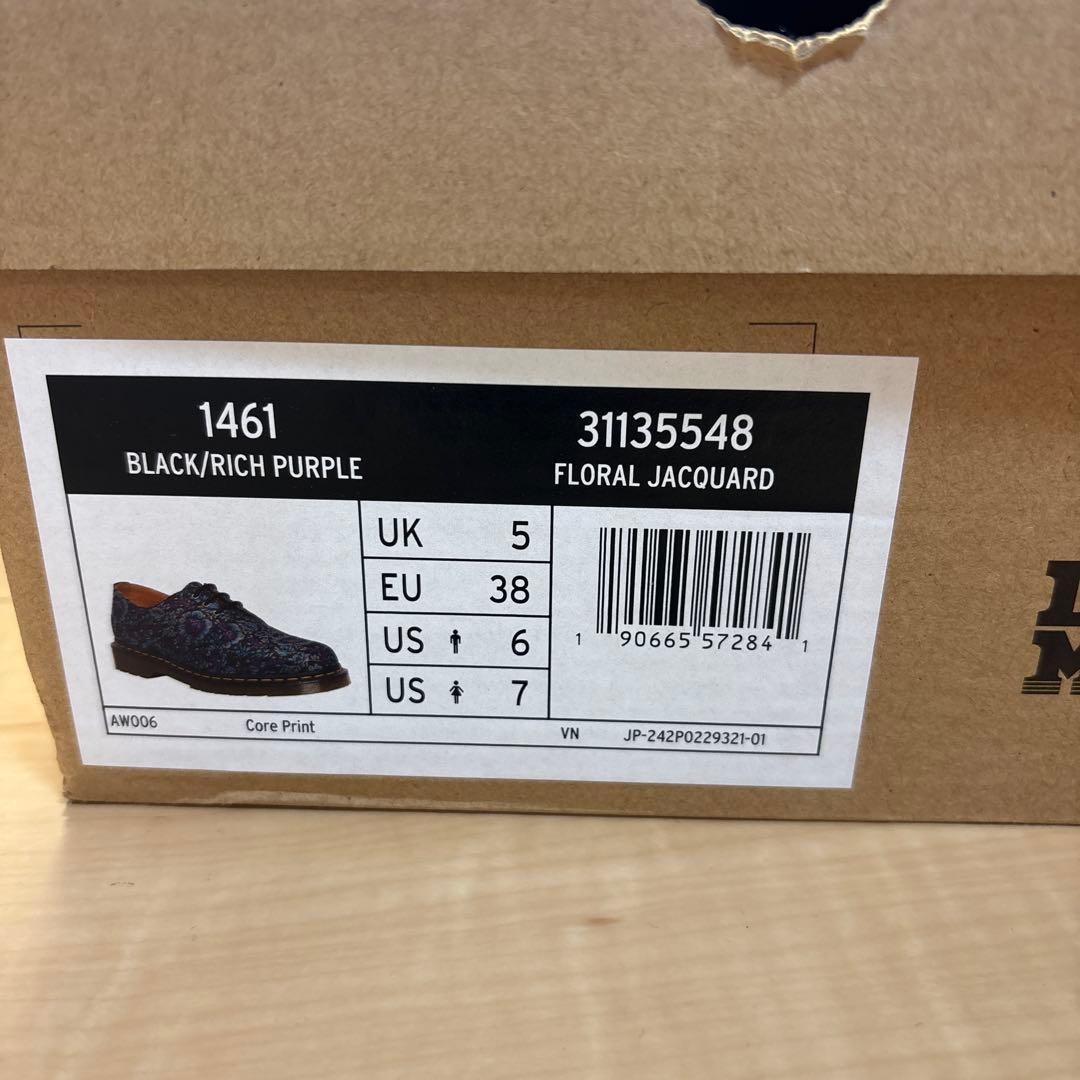 1461
BLACK/RICH PURPLE
31135548
FLORAL JACQUARD
UK 5
EU 38
US 6
US 7
1 90665 57284 1
AW006
Core Print
VN
JP-242P0229321-01